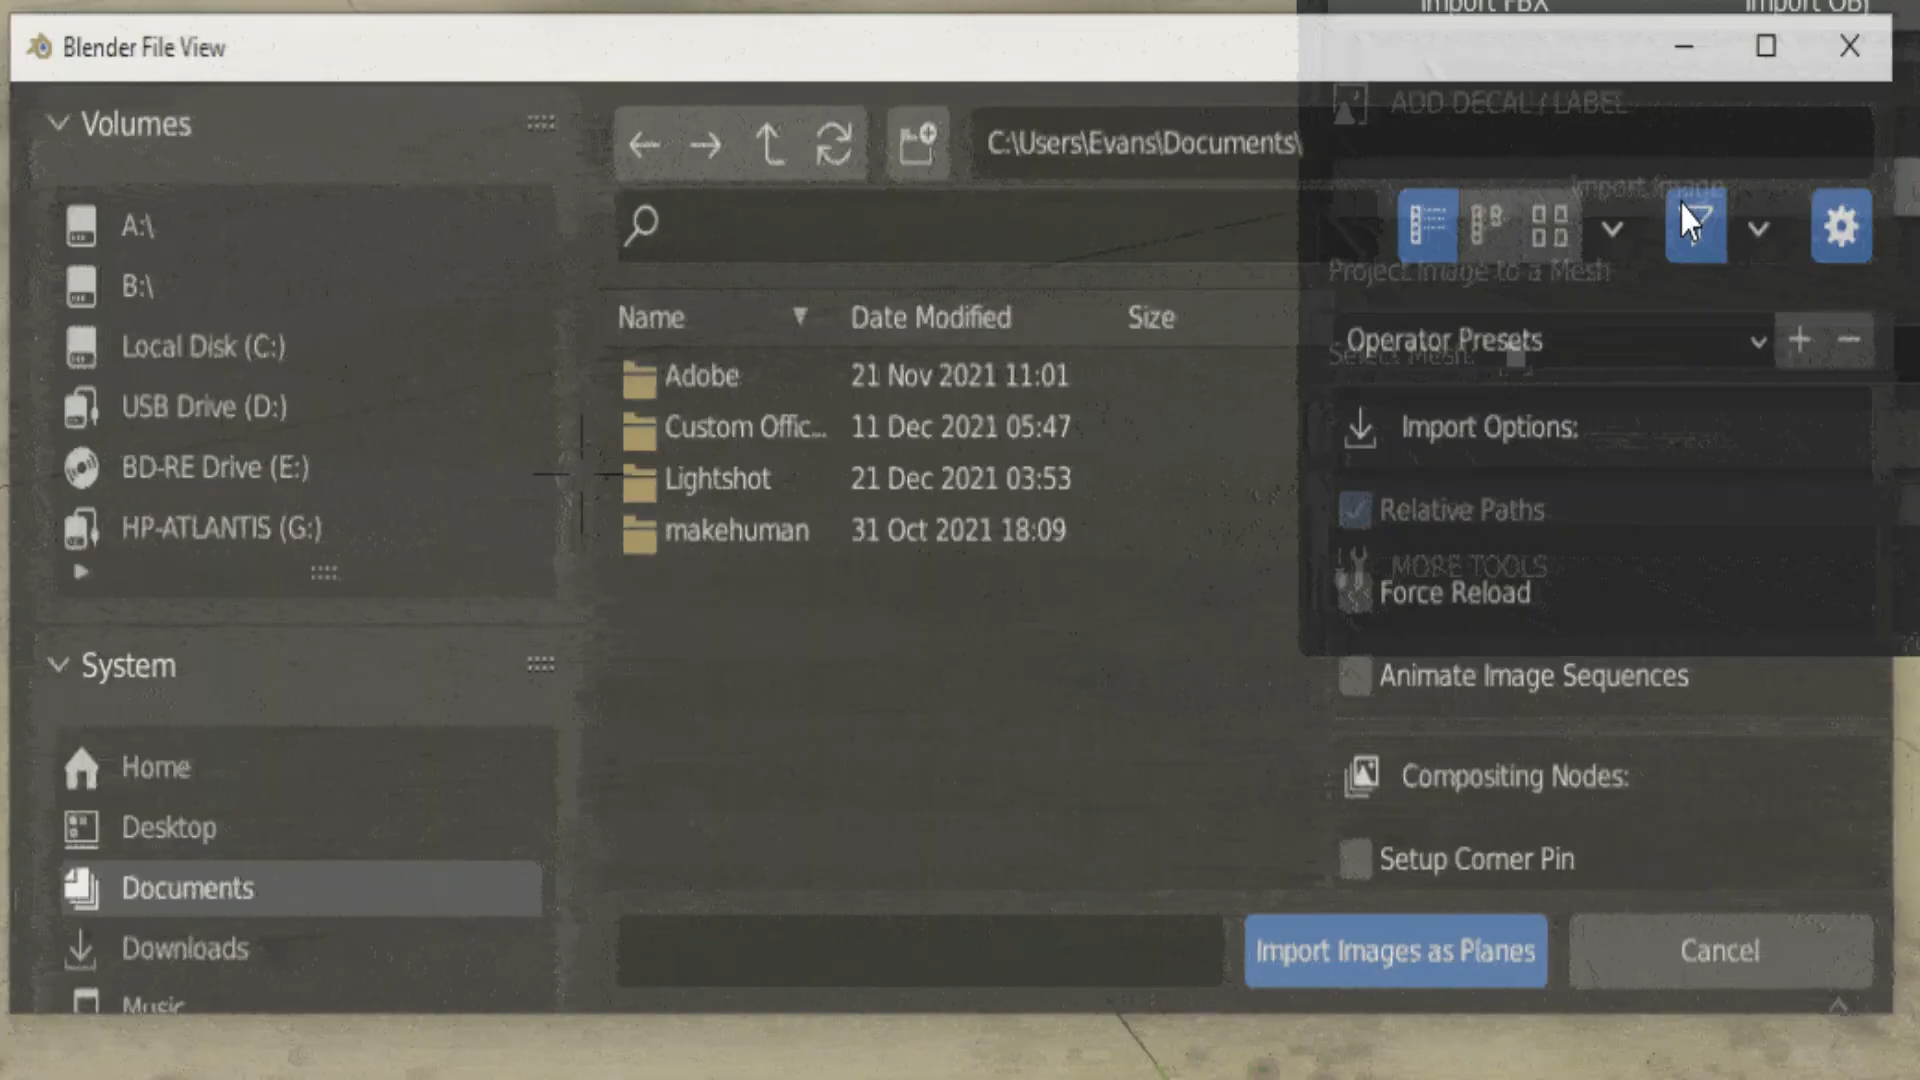 Import FBX
Import OBJ
Blender File View
Volumes
A:\
B:\
Local Disk (C:)
USB Drive (D:)
BD-RE Drive (E:)
HP-ATLANTIS (G:)
System
Home
Desktop
Documents
Downloads
Music
C:\Users\Evans\Documents\
Name
Date Modified
Size
Adobe
21 Nov 2021 11:01
Custom Offic...
11 Dec 2021 05:47
Lightshot
21 Dec 2021 03:53
makehuman
31 Oct 2021 18:09
ADD DECAL / LABEL
Import Image
Project Image to a Mesh
Operator Presets
Select Mesh:
Import Options:
Relative Paths
MORE TOOLS
Force Reload
Animate Image Sequences
Compositing Nodes:
Setup Corner Pin
Import Images as Planes
Cancel